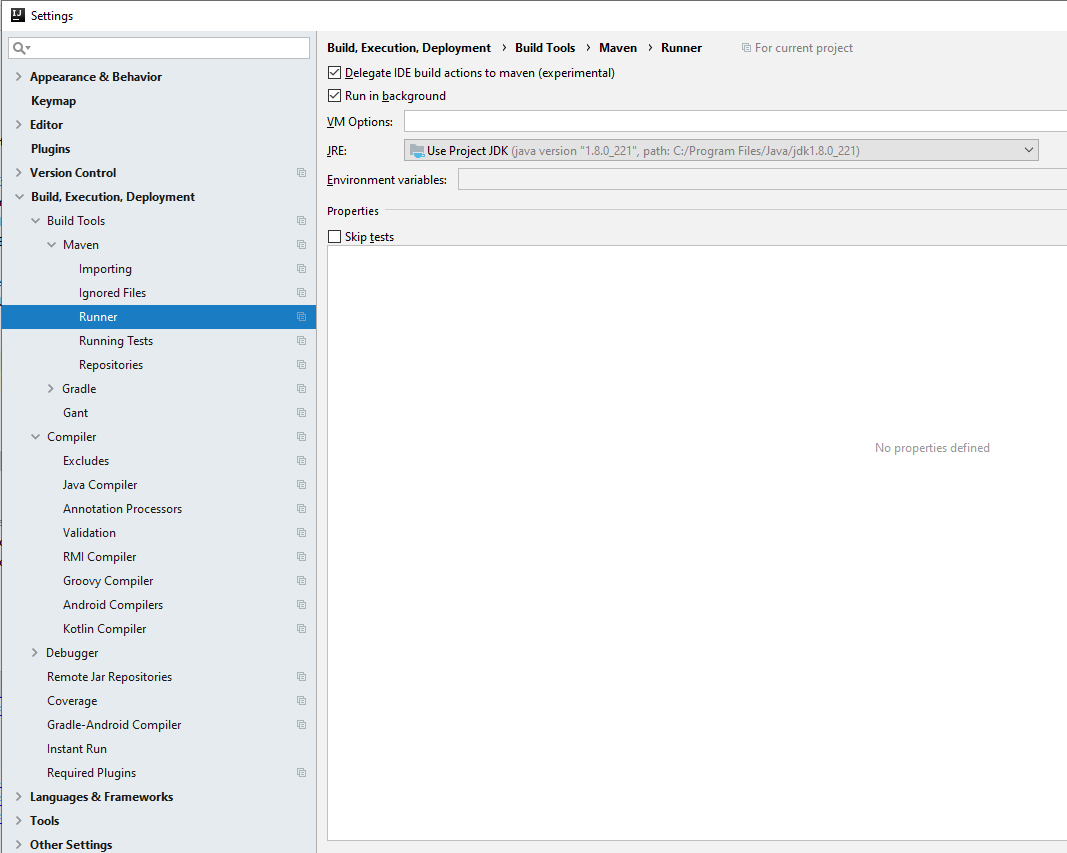 Settings
Appearance & Behavior
Keymap
Editor
Plugins
Version Control
Build, Execution, Deployment
Build Tools
Maven
Importing
Ignored Files
Runner
Running Tests
Repositories
Gradle
Gant
Compiler
Excludes
Java Compiler
Annotation Processors
Validation
RMI Compiler
Groovy Compiler
Android Compilers
Kotlin Compiler
Debugger
Remote Jar Repositories
Coverage
Gradle-Android Compiler
Instant Run
Required Plugins
Languages & Frameworks
Tools
Other Settings
Build, Execution, Deployment › Build Tools › Maven › Runner For current project
Delegate IDE build actions to maven (experimental)
Run in background
VM Options:
JRE: Use Project JDK (java version "1.8.0_221", path: C:/Program Files/Java/jdk1.8.0_221)
Environment variables:
Properties
Skip tests
No properties defined